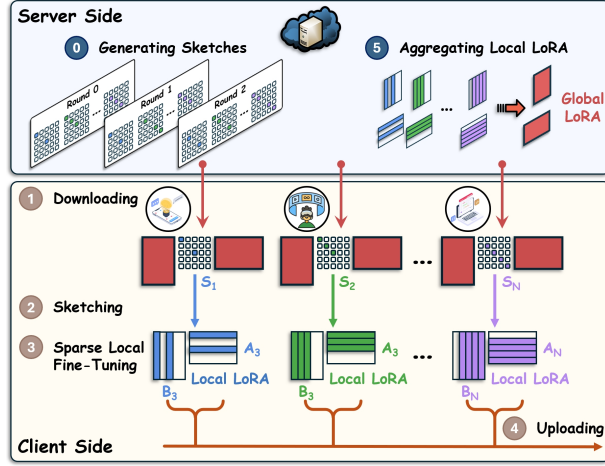 Server Side
0 Generating Sketches
5 Aggregating Local LoRA
Round 0
Round 1
Round 2
...
...
...
...
Global
LoRA
1 Downloading
...
S1
S2
SN
2 Sketching
3 Sparse Local
Fine-Tuning
A3
A3
...
AN
Local LoRA
Local LoRA
Local LoRA
B3
B3
BN
4 Uploading
Client Side